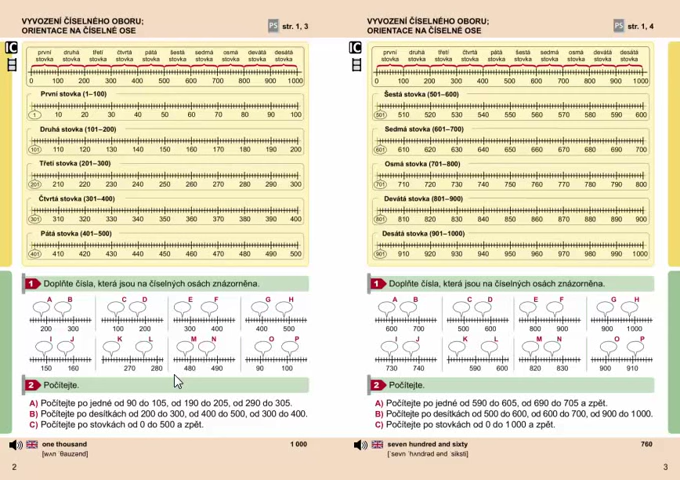 VYVOZENÍ ČÍSELNÉHO OBORU;
ORIENTACE NA ČÍSELNÉ OSE
PS str. 1, 3
první stovka druhá stovka třetí stovka čtvrtá stovka pátá stovka šestá stovka sedmá stovka osmá stovka devátá stovka desátá stovka
0 100 200 300 400 500 600 700 800 900 1000
První stovka (1–100)
1 10 20 30 40 50 60 70 80 90 100
Druhá stovka (101–200)
101 110 120 130 140 150 160 170 180 190 200
Třetí stovka (201–300)
201 210 220 230 240 250 260 270 280 290 300
Čtvrtá stovka (301–400)
301 310 320 330 340 350 360 370 380 390 400
Pátá stovka (401–500)
401 410 420 430 440 450 460 470 480 490 500
1 Doplňte čísla, která jsou na číselných osách znázorněna.
A B C D E F G H
200 300 100 200 300 400 400 500
I J K L M N O P
150 160 270 280 480 490 90 100
2 Počítejte.
A) Počítejte po jedné od 90 do 105, od 190 do 205, od 290 do 305.
B) Počítejte po desítkách od 200 do 300, od 400 do 500, od 300 do 400.
C) Počítejte po stovkách od 0 do 500 a zpět.
one thousand 1 000
[wʌn ˈθauzənd]
2
VYVOZENÍ ČÍSELNÉHO OBORU;
ORIENTACE NA ČÍSELNÉ OSE
PS str. 1, 4
první stovka druhá stovka třetí stovka čtvrtá stovka pátá stovka šestá stovka sedmá stovka osmá stovka devátá stovka desátá stovka
0 100 200 300 400 500 600 700 800 900 1000
Šestá stovka (501–600)
501 510 520 530 540 550 560 570 580 590 600
Sedmá stovka (601–700)
601 610 620 630 640 650 660 670 680 690 700
Osmá stovka (701–800)
701 710 720 730 740 750 760 770 780 790 800
Devátá stovka (801–900)
801 810 820 830 840 850 860 870 880 890 900
Desátá stovka (901–1000)
901 910 920 930 940 950 960 970 980 990 1000
1 Doplňte čísla, která jsou na číselných osách znázorněna.
A B C D E F G H
600 700 500 600 800 900 900 1000
I J K L M N O P
730 740 590 600 820 830 900 910
2 Počítejte.
A) Počítejte po jedné od 590 do 605, od 690 do 705 a zpět.
B) Počítejte po desítkách od 500 do 600, od 600 do 700, od 900 do 1000.
C) Počítejte po stovkách od 0 do 1 000 a zpět.
seven hundred and sixty 760
[ˈsevn ˈhʌndrəd ənd ˈsiksti]
3